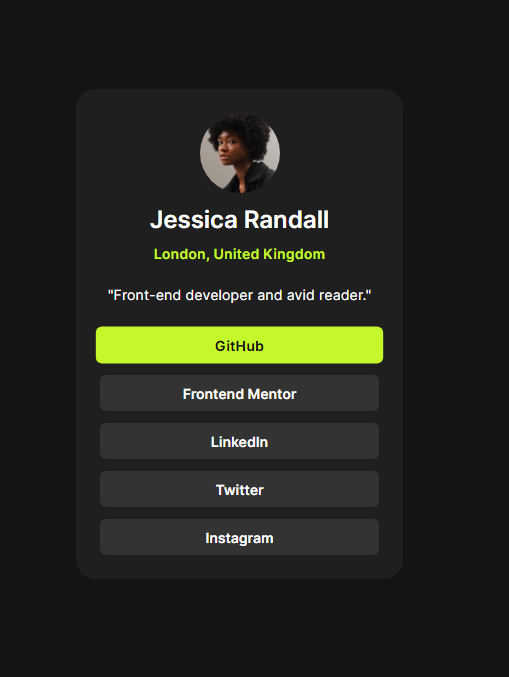 Jessica Randall
London, United Kingdom
"Front-end developer and avid reader."
GitHub
Frontend Mentor
LinkedIn
Twitter
Instagram